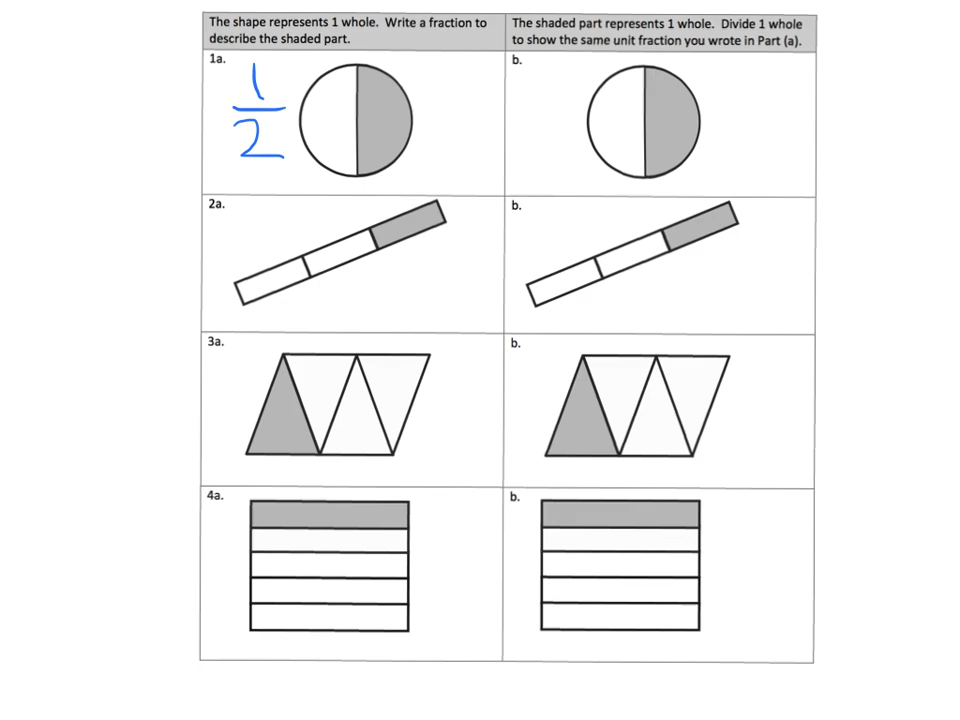 The shape represents 1 whole. Write a fraction to
describe the shaded part.
The shaded part represents 1 whole. Divide 1 whole
to show the same unit fraction you wrote in Part (a).
1a.
1
2
b.
2a.
b.
3a.
b.
4a.
b.